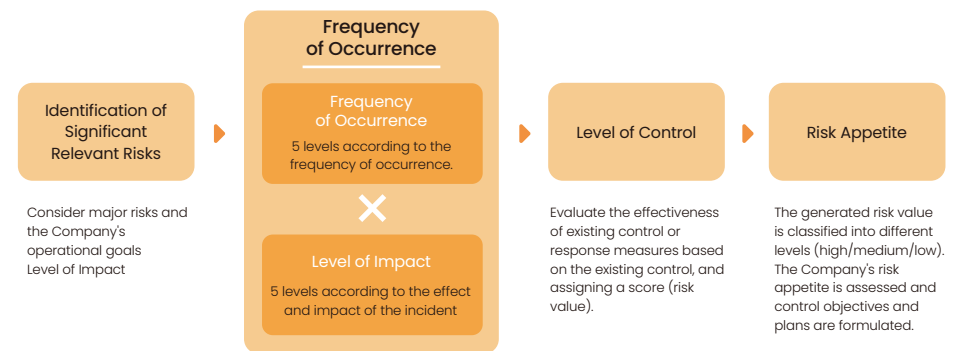 Identification of
Significant
Relevant Risks
Consider major risks and
the Company's
operational goals
Level of Impact
Frequency
of Occurrence
Frequency
of Occurrence
5 levels according to the
frequency of occurrence.
×
Level of Impact
5 levels according to the effect
and impact of the incident
Level of Control
Evaluate the effectiveness
of existing control or
response measures based
on the existing control, and
assigning a score (risk
value).
Risk Appetite
The generated risk value
is classified into different
levels (high/medium/low).
The Company's risk
appetite is assessed and
control objectives and
plans are formulated.